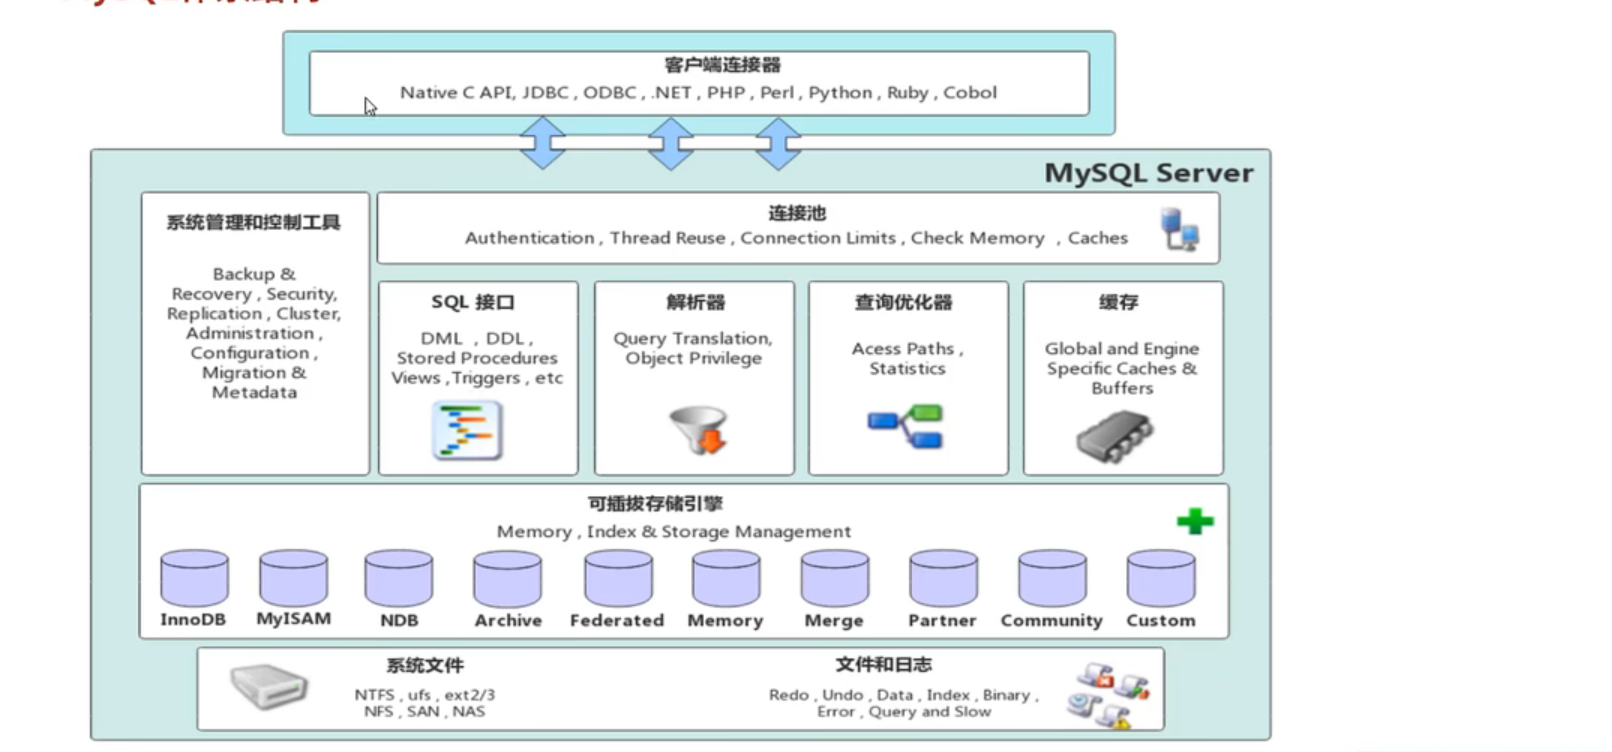 客户端连接器
Native C API, JDBC , ODBC , .NET , PHP , Perl , Python , Ruby , Cobol
MySQL Server
系统管理和控制工具
Backup &
Recovery , Security,
Replication , Cluster,
Administration ,
Configuration ,
Migration &
Metadata
连接池
Authentication , Thread Reuse , Connection Limits , Check Memory , Caches
SQL 接口
DML , DDL ,
Stored Procedures
Views ,Triggers , etc
解析器
Query Translation,
Object Privilege
查询优化器
Acess Paths ,
Statistics
缓存
Global and Engine
Specific Caches &
Buffers
可插拔存储引擎
Memory , Index & Storage Management
InnoDB
MyISAM
NDB
Archive
Federated
Memory
Merge
Partner
Community
Custom
系统文件
NTFS , ufs , ext2/3
NFS , SAN , NAS
文件和日志
Redo , Undo , Data , Index , Binary ,
Error , Query and Slow